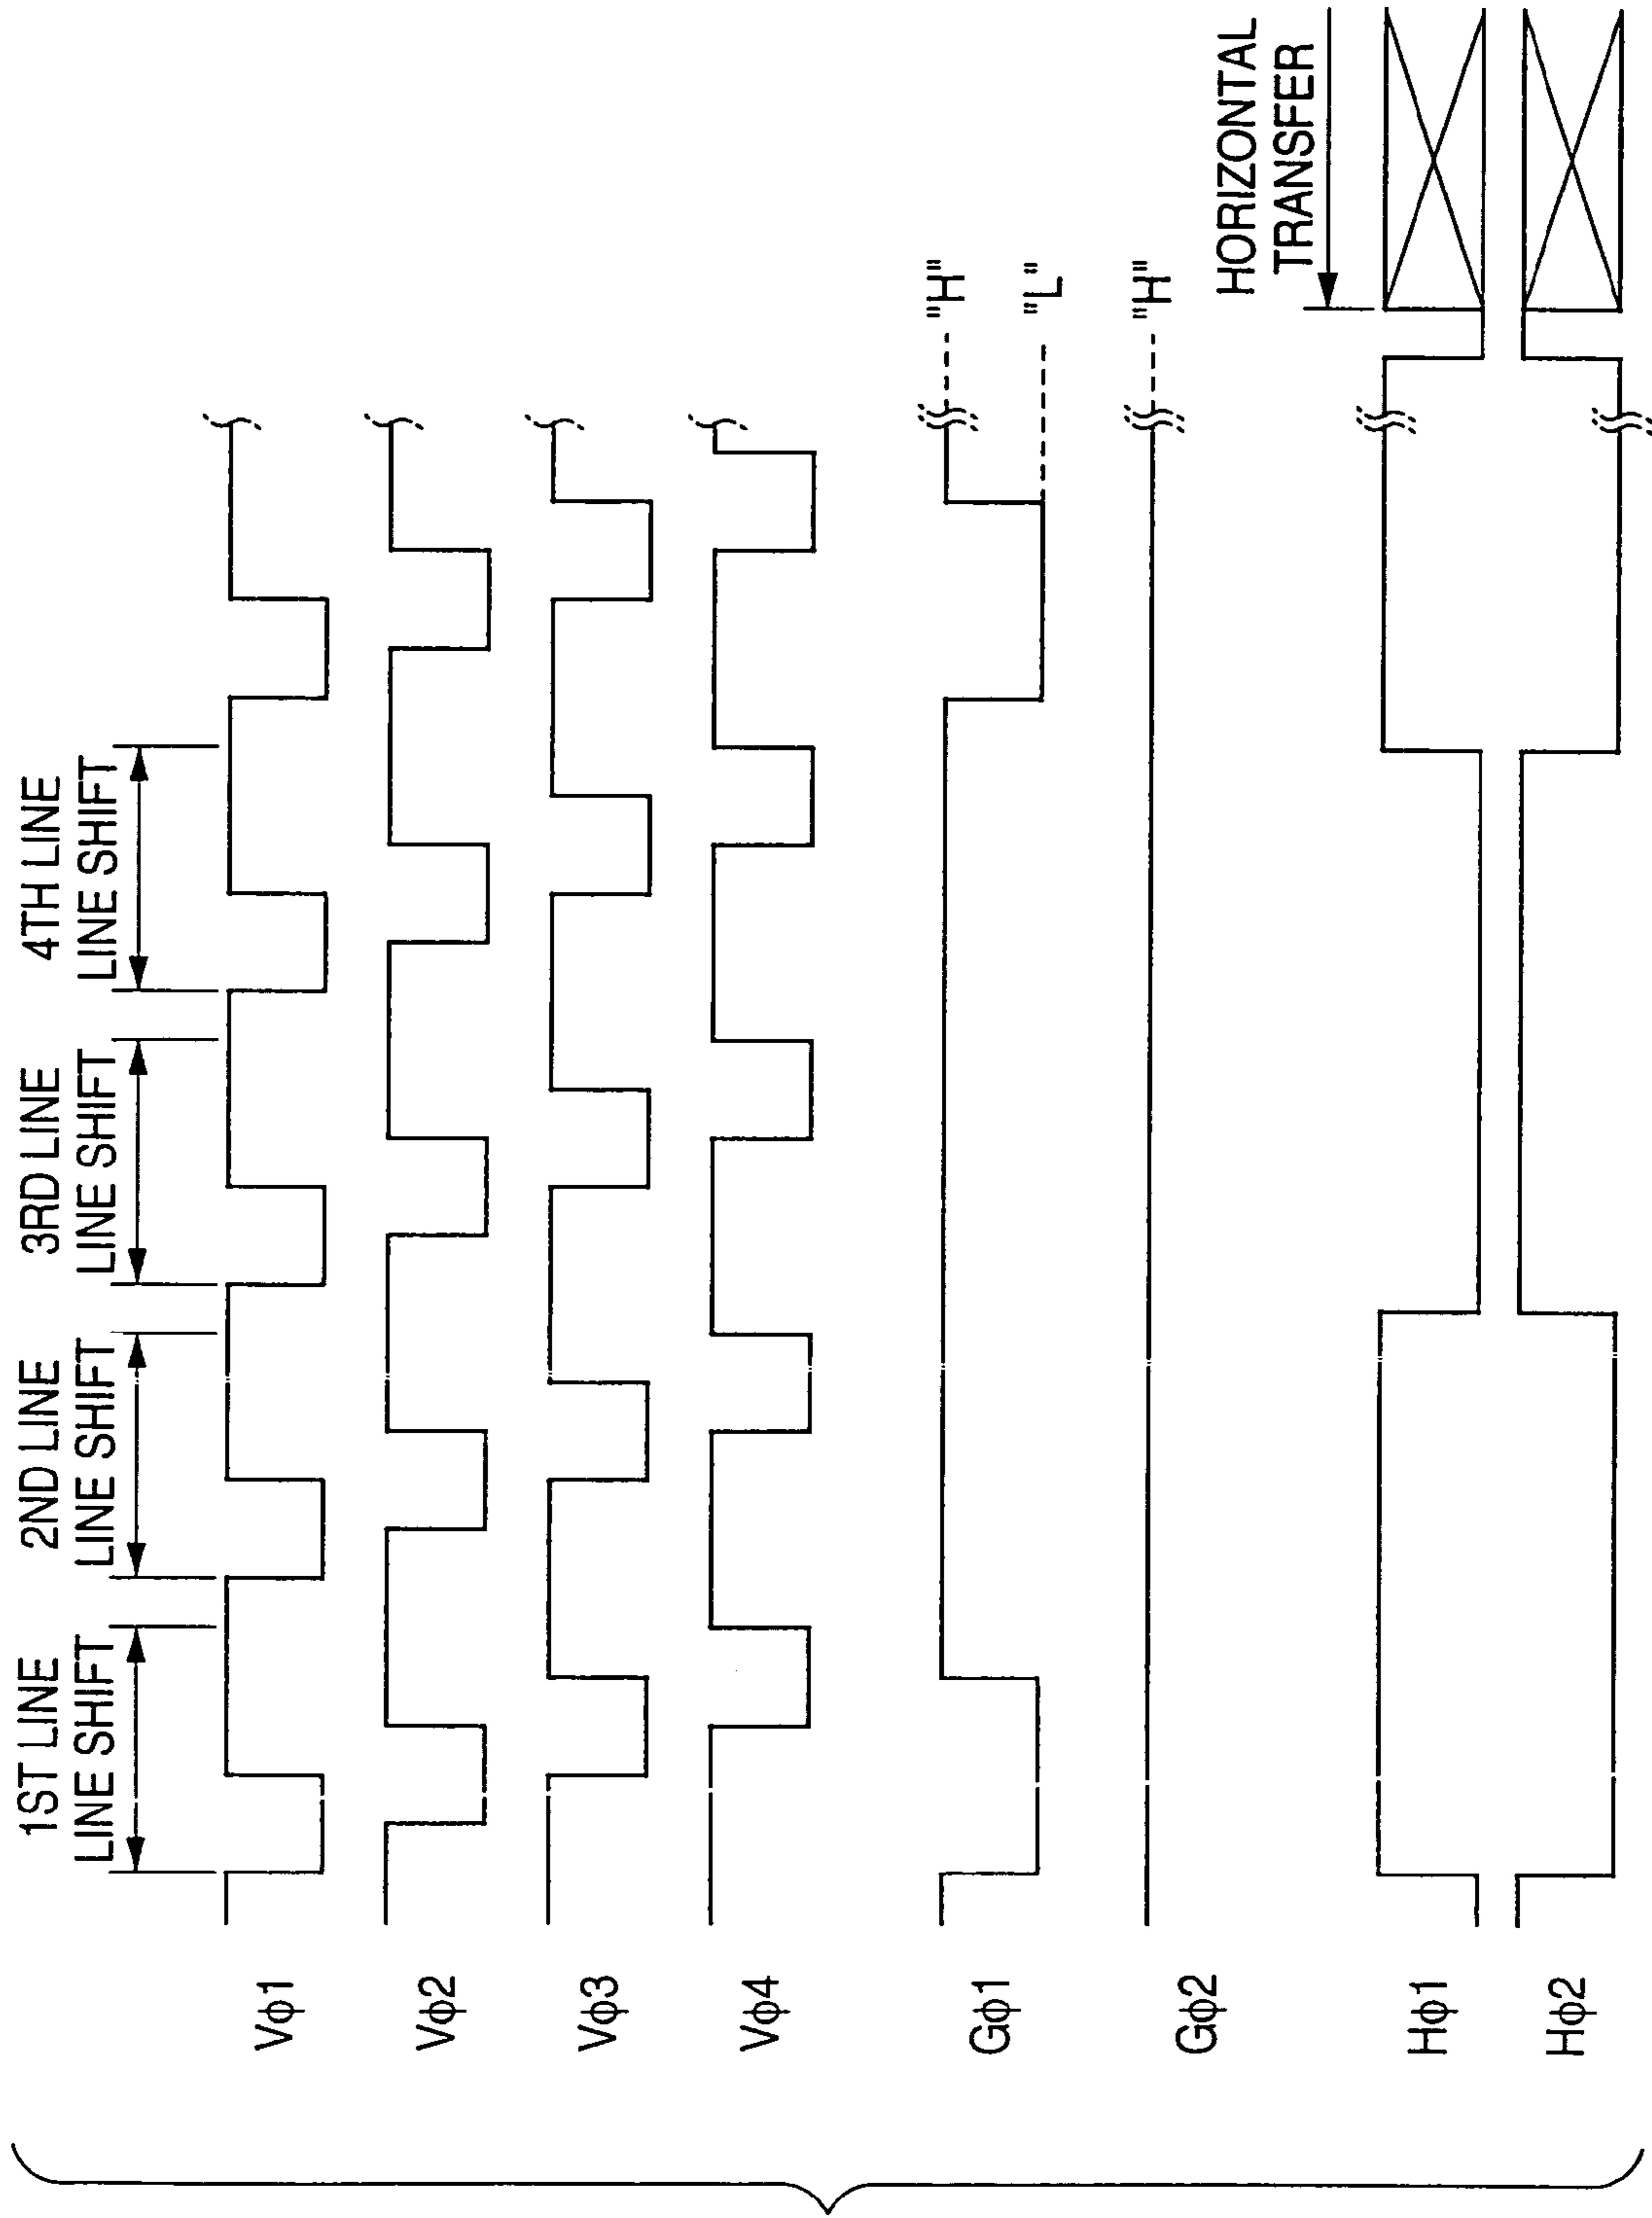 1ST LINE
LINE SHIFT
2ND LINE
LINE SHIFT
3RD LINE
LINE SHIFT
4TH LINE
LINE SHIFT
Vφ1
Vφ2
Vφ3
Vφ4
Gφ1
"H"
"L"
Gφ2
"H"
HORIZONTAL
TRANSFER
Hφ1
Hφ2